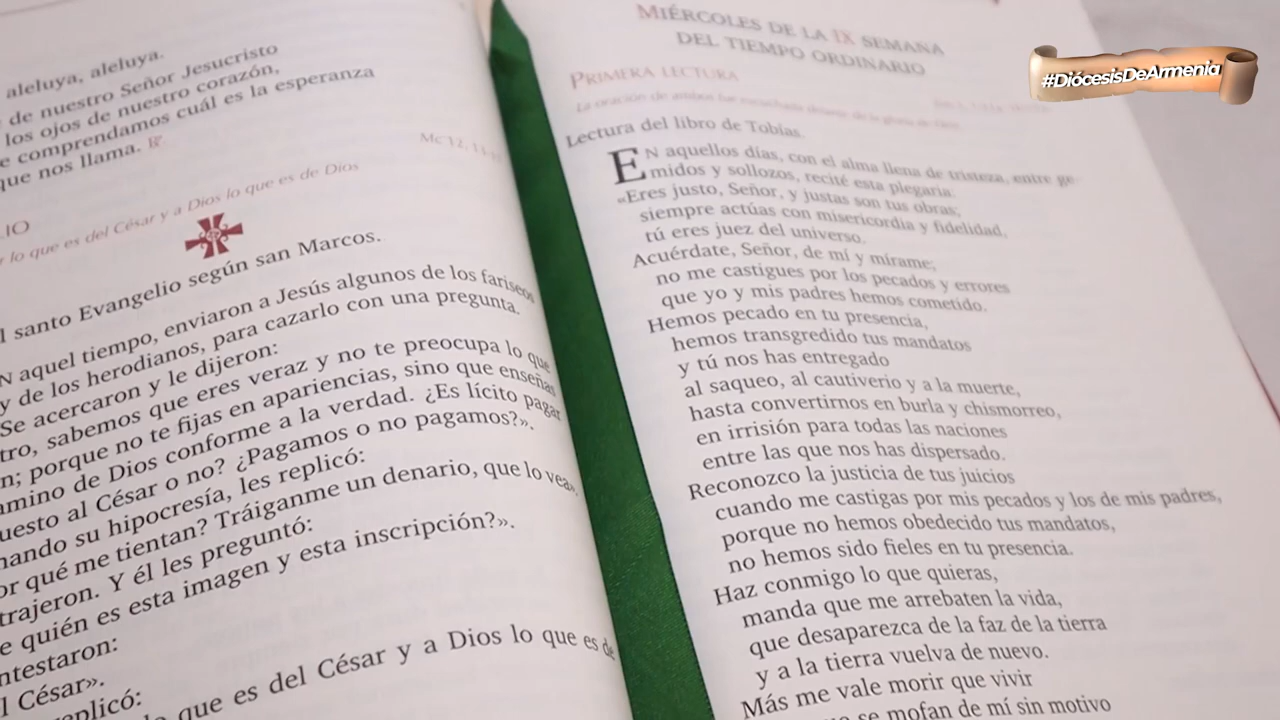 aleluya, aleluya.
de nuestro Señor Jesucristo
los ojos de nuestro corazón,
e comprendamos cuál es la esperanza
que nos llama. R.
Mc 12, 13-17
IO
lo que es del César y a Dios lo que es de Dios
l santo Evangelio según san Marcos.
N aquel tiempo, enviaron a Jesús algunos de los fariseos
y de los herodianos, para cazarlo con una pregunta.
Se acercaron y le dijeron:
tro, sabemos que eres veraz y no te preocupa lo que
n; porque no te fijas en apariencias, sino que enseñas
amino de Dios conforme a la verdad. ¿Es lícito pagar
uesto al César o no? ¿Pagamos o no pagamos?».
nando su hipocresía, les replicó:
or qué me tientan? Tráiganme un denario, que lo vea».
trajeron. Y él les preguntó:
e quién es esta imagen y esta inscripción?».
ntestaron:
l César».
replicó:
lo que es del César y a Dios lo que es de
MIÉRCOLES DE LA IX SEMANA
DEL TIEMPO ORDINARIO
PRIMERA LECTURA
Lectura del libro de Tobías.
EN aquellos días, con el alma llena de tristeza, entre ge-
midos y sollozos, recité esta plegaria:
«Eres justo, Señor, y justas son tus obras;
siempre actúas con misericordia y fidelidad,
tú eres juez del universo.
Acuérdate, Señor, de mí y mírame;
no me castigues por los pecados y errores
que yo y mis padres hemos cometido.
Hemos pecado en tu presencia,
hemos transgredido tus mandatos
y tú nos has entregado
al saqueo, al cautiverio y a la muerte,
hasta convertirnos en burla y chismorreo,
en irrisión para todas las naciones
entre las que nos has dispersado.
Reconozco la justicia de tus juicios
cuando me castigas por mis pecados y los de mis padres,
porque no hemos obedecido tus mandatos,
no hemos sido fieles en tu presencia.
Haz conmigo lo que quieras,
manda que me arrebaten la vida,
que desaparezca de la faz de la tierra
y a la tierra vuelva de nuevo.
Más me vale morir que vivir
se mofan de mí sin motivo
#DiócesisDeArmenia